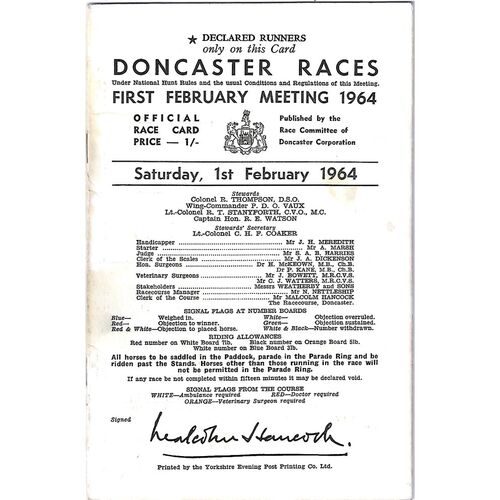 ★ DECLARED RUNNERS
only on this Card
DONCASTER RACES
Under National Hunt Rules and the usual Conditions and Regulations of this Meeting.
FIRST FEBRUARY MEETING 1964
OFFICIAL
RACE CARD
PRICE — 1/-
Published by the
Race Committee of
Doncaster Corporation
Saturday, 1st February 1964
Stewards
Colonel R. THOMPSON, D.S.O.
Wing-Commander P. D. O. VAUX
Lt.-Colonel R. T. STANYFORTH, C.V.O., M.C.
Captain Hon. R. E. WATSON
Stewards' Secretary
Lt.-Colonel C. H. F. COAKER
Handicapper ... Mr J. H. MEREDITH
Starter ... Mr A. MARSH
Judge ... Mr S. A. B. HARRIES
Clerk of the Scales ... Mr J. A. DICKENSON
Hon. Surgeons ... Dr H. McKEOWN, M.B., Ch.B.
Dr P. KANE, M.B., Ch.B.
Veterinary Surgeons ... Mr J. BOWETT, M.R.C.V.S.
Mr C. J. WATTERS, M.R.C.V.S.
Stakeholders ... Messrs WEATHERBY and SONS
Racecourse Manager ... Mr N. NETTLESHIP
Clerk of the Course ... Mr MALCOLM HANCOCK
The Racecourse, Doncaster.
SIGNAL FLAGS AT NUMBER BOARDS
Blue— Weighed in. White— Objection overruled.
Red— Objection to winner. Green— Objection sustained.
Red & White—Objection to placed horse. White & Black—Number withdrawn.
RIDING ALLOWANCES
Red number on White Board 7lb. Black number on Orange Board 5lb.
White number on Blue Board 3lb.
All horses to be saddled in the Paddock, parade in the Parade Ring and be
ridden past the Stands. Horses other than those running in the race will
not be permitted in the Parade Ring.
If any race be not completed within fifteen minutes it may be declared void.
SIGNAL FLAGS FROM THE COURSE
WHITE—Ambulance required RED—Doctor required
ORANGE—Veterinary Surgeon required
Signed
Malcolm Hancock.
Printed by the Yorkshire Evening Post Printing Co. Ltd.